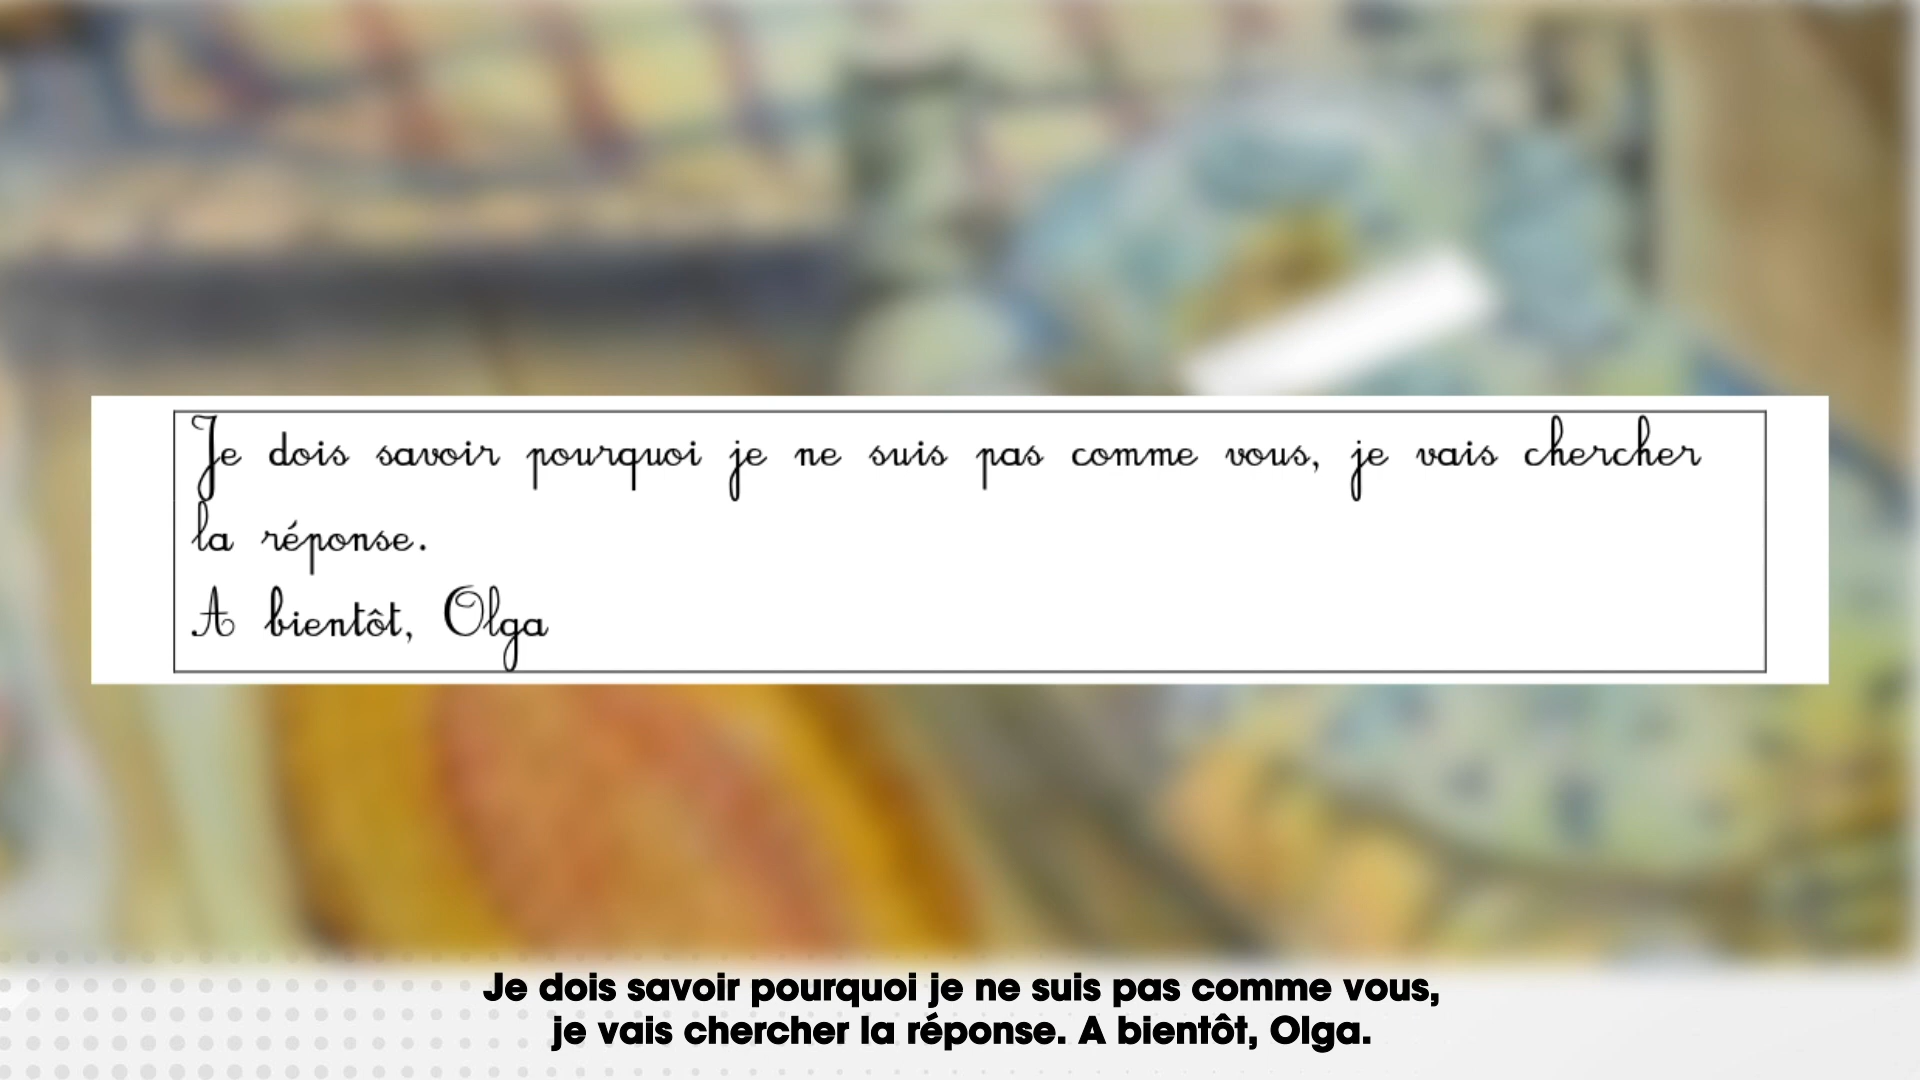 Je dois savoir pourquoi je ne suis pas comme vous, je vais chercher
la réponse.
A bientôt, Olga
Je dois savoir pourquoi je ne suis pas comme vous,
je vais chercher la réponse. A bientôt, Olga.